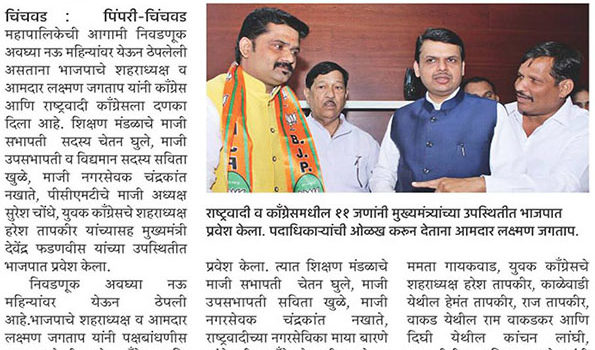 चिंचवड : पिंपरी-चिंचवड
महापालिकेची आगामी निवडणूक
अवघ्या नऊ महिन्यांवर येऊन ठेपलेली
असताना भाजपाचे शहराध्यक्ष व
आमदार लक्ष्मण जगताप यांनी काँग्रेस
आणि राष्ट्रवादी काँग्रेसला दणका
दिला आहे. शिक्षण मंडळाचे माजी
सभापती सदस्य चेतन घुले, माजी
उपसभापती व विद्यमान सदस्य सविता
खुळे, माजी नगरसेवक चंद्रकांत
नखाते, पीसीएमटीचे माजी अध्यक्ष
सुरेश चोंधे, युवक काँग्रेसचे शहराध्यक्ष
हरेश तापकीर यांच्यासह मुख्यमंत्री
देवेंद्र फडणवीस यांच्या उपस्थितीत
भाजपात प्रवेश केला.
निवडणूक अवघ्या नऊ
महिन्यांवर येऊन ठेपली
आहे.भाजपाचे शहराध्यक्ष व आमदार
लक्ष्मण जगताप यांनी पक्षबांधणीस
B.J.P.
राष्ट्रवादी व काँग्रेसमधील ११ जणांनी मुख्यमंत्र्यांच्या उपस्थितीत भाजपात
प्रवेश केला. पदाधिकाऱ्यांची ओळख करून देताना आमदार लक्ष्मण जगताप.
प्रवेश केला. त्यात शिक्षण मंडळाचे
माजी सभापती चेतन घुले, माजी
उपसभापती सविता खुळे, माजी
नगरसेवक चंद्रकांत नखाते,
राष्ट्रवादीच्या नगरसेविका माया बारणे
ममता गायकवाड, युवक काँग्रेसचे
शहराध्यक्ष हरेश तापकीर, काळेवाडी
येथील हेमंत तापकीर, राज तापकीर,
वाकड येथील राम वाकडकर आणि
दिघी येथील कांचन लांघी,